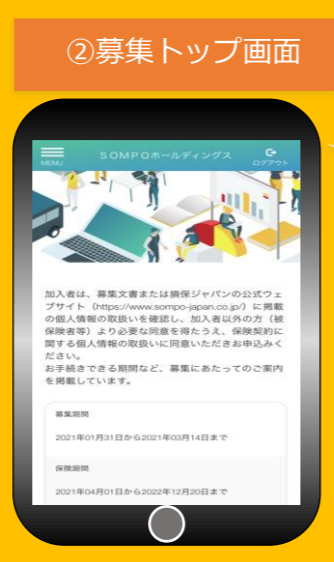 ②募集トップ画面
MENU
SOMPOホールディングス
ログアウト
加入者は、募集文書または損保ジャパンの公式ウェ
ブサイト（https://www.sompo-japan.co.jp/）に掲載
の個人情報の取扱いを確認し、加入者以外の方（被
保険者等）より必要な同意を得たうえ、保険契約に
関する個人情報の取扱いに同意いただきお申込みく
ださい。
お手続きできる期間など、募集にあたってのご案内
を掲載しています。
募集期間
2021年01月31日から2021年03月14日まで
保険期間
2021年04月01日から2022年12月20日まで